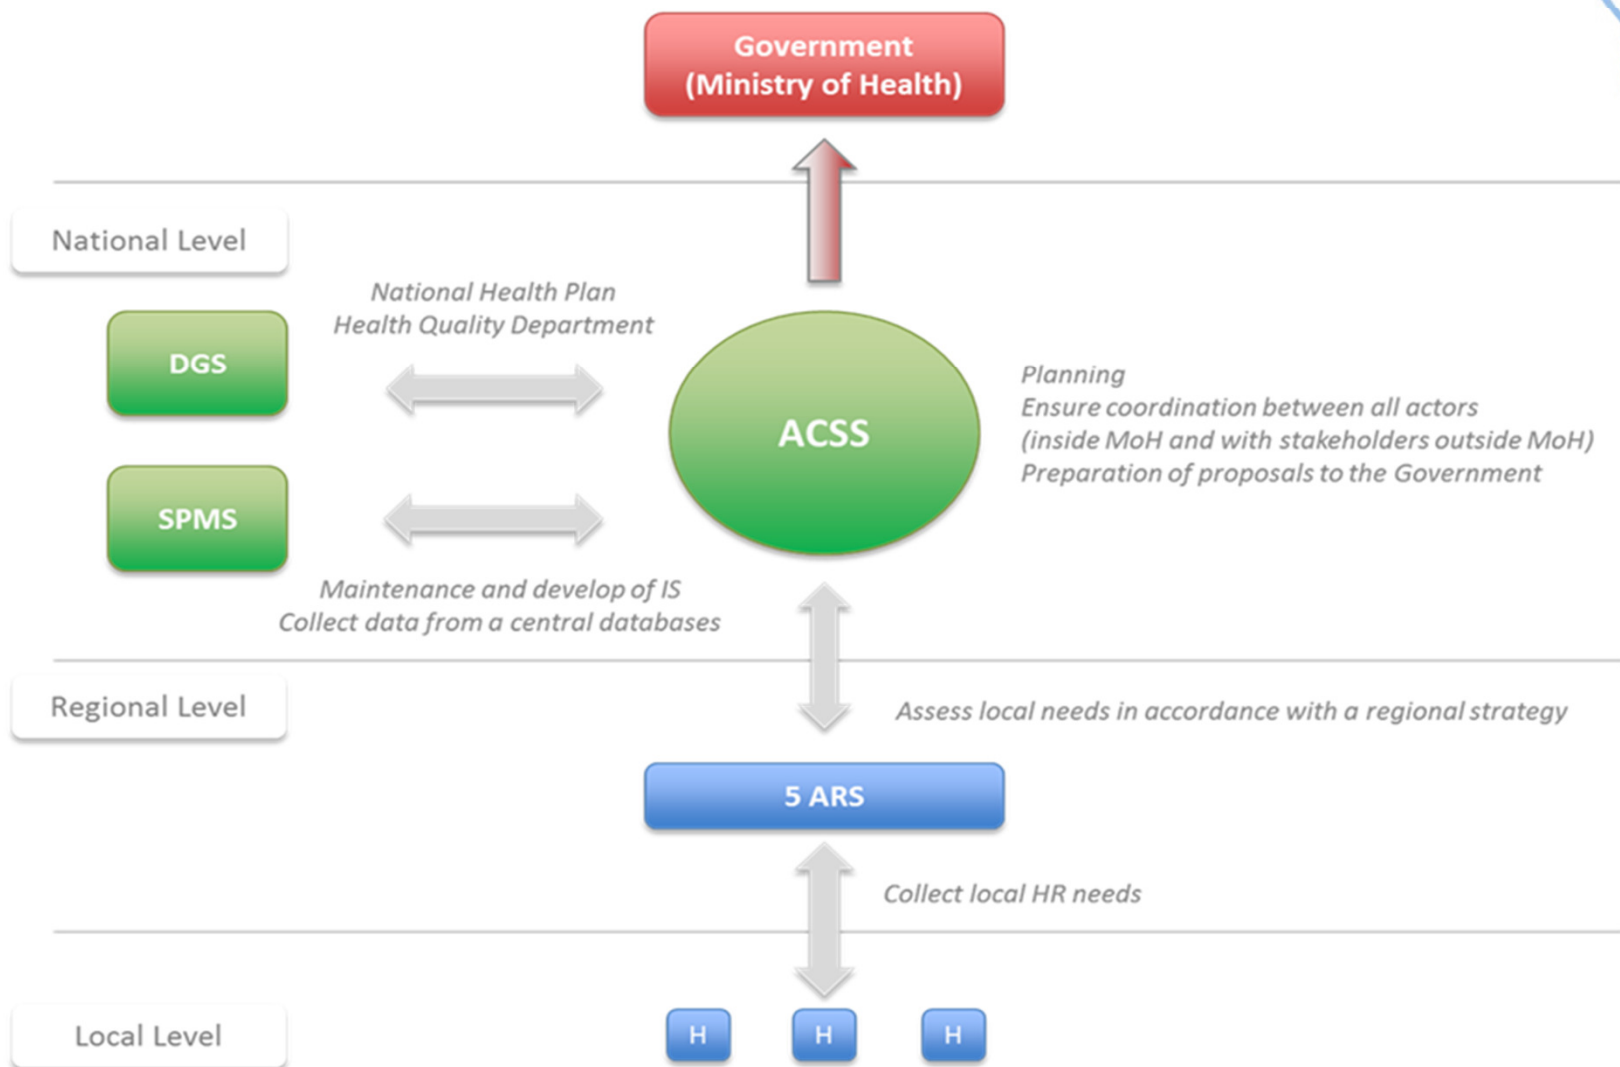 Government
(Ministry of Health)
National Level
National Health Plan
Health Quality Department
DGS
ACSS
Planning
Ensure coordination between all actors
(inside MoH and with stakeholders outside MoH)
Preparation of proposals to the Government
SPMS
Maintenance and develop of IS
Collect data from a central databases
Regional Level
Assess local needs in accordance with a regional strategy
5 ARS
Collect local HR needs
Local Level
H
H
H